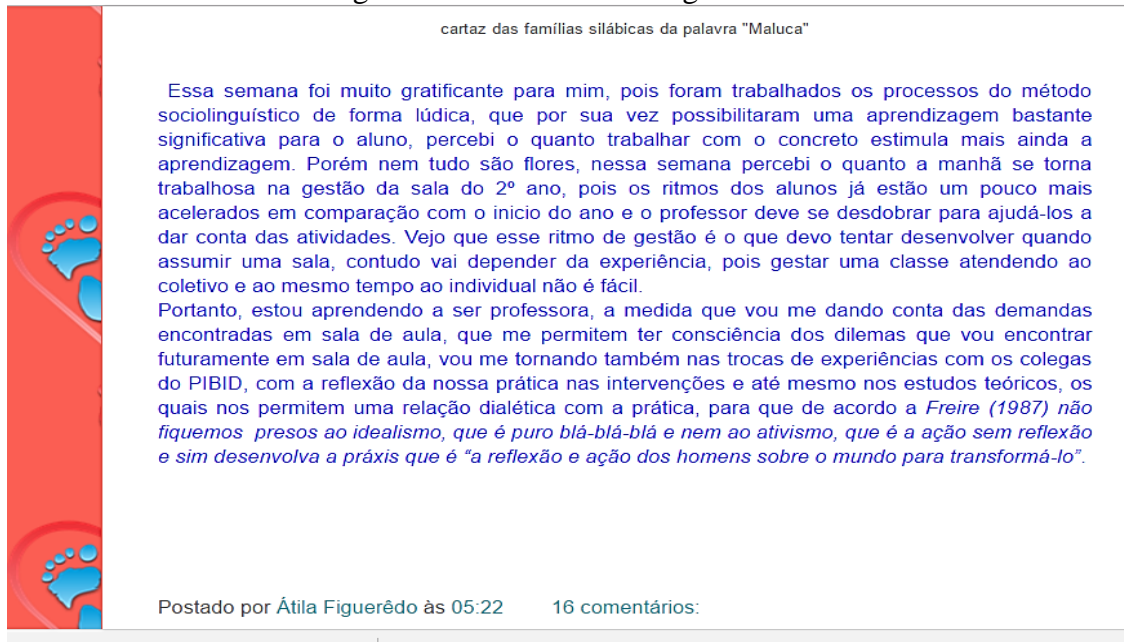 cartaz das famílias silábicas da palavra "Maluca"
Essa semana foi muito gratificante para mim, pois foram trabalhados os processos do método
sociolinguístico de forma lúdica, que por sua vez possibilitaram uma aprendizagem bastante
significativa para o aluno, percebi o quanto trabalhar com o concreto estimula mais ainda a
aprendizagem. Porém nem tudo são flores, nessa semana percebi o quanto a manhã se torna
trabalhosa na gestão da sala do 2º ano, pois os ritmos dos alunos já estão um pouco mais
acelerados em comparação com o inicio do ano e o professor deve se desdobrar para ajudá-los a
dar conta das atividades. Vejo que esse ritmo de gestão é o que devo tentar desenvolver quando
assumir uma sala, contudo vai depender da experiência, pois gestar uma classe atendendo ao
coletivo e ao mesmo tempo ao individual não é fácil.
Portanto, estou aprendendo a ser professora, a medida que vou me dando conta das demandas
encontradas em sala de aula, que me permitem ter consciência dos dilemas que vou encontrar
futuramente em sala de aula, vou me tornando também nas trocas de experiências com os colegas
do PIBID, com a reflexão da nossa prática nas intervenções e até mesmo nos estudos teóricos, os
quais nos permitem uma relação dialética com a prática, para que de acordo a Freire (1987) não
fiquemos presos ao idealismo, que é puro blá-blá-blá e nem ao ativismo, que é a ação sem reflexão
e sim desenvolva a práxis que é “a reflexão e ação dos homens sobre o mundo para transformá-lo”.
Postado por Átila Figuerêdo às 05:22 16 comentários: